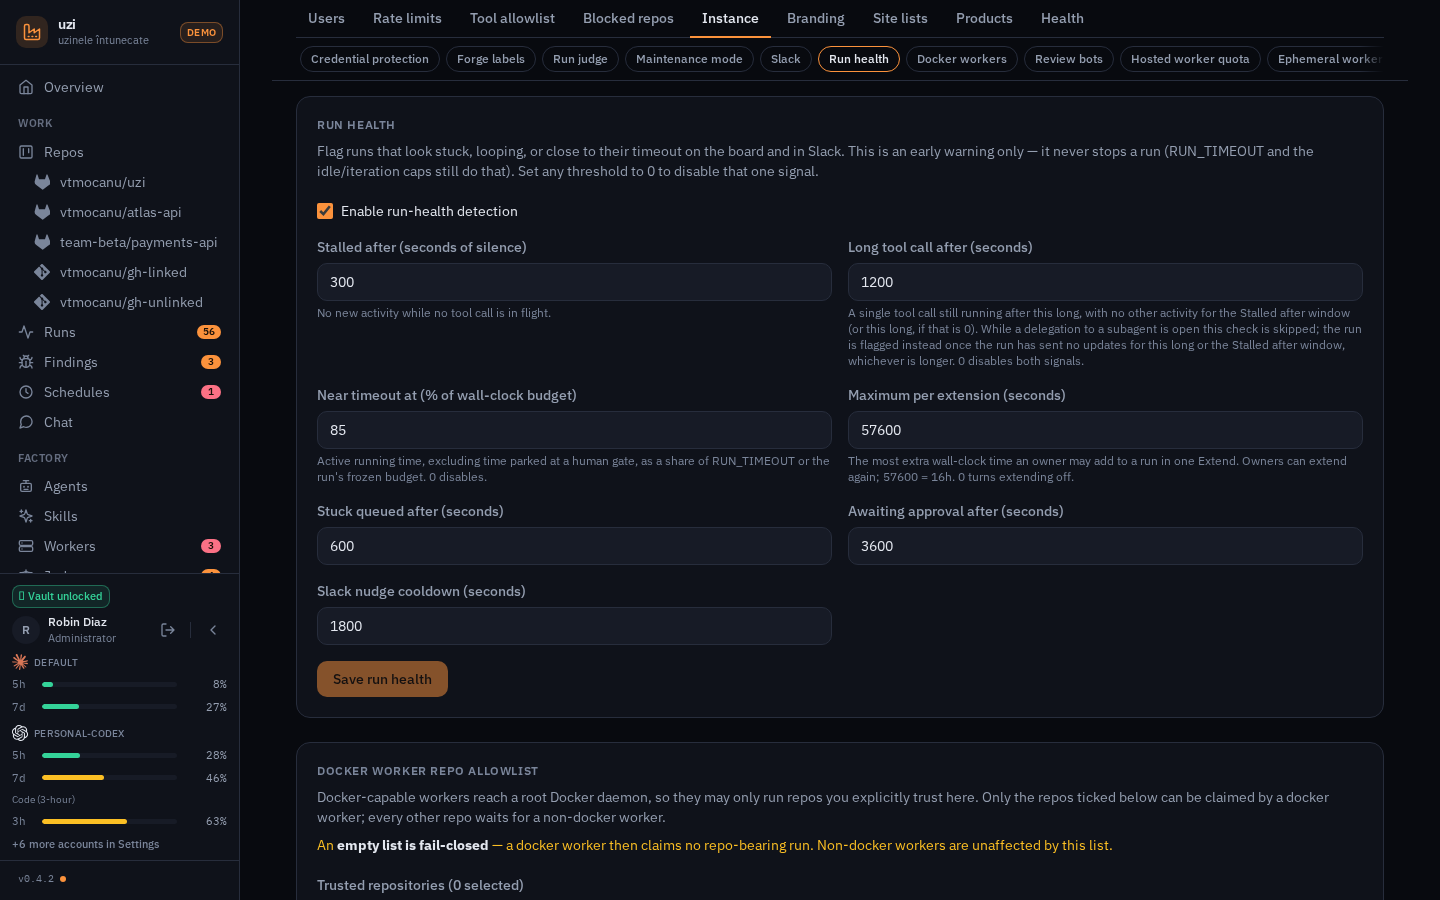 uzi
uzinele întunecate
DEMO
Overview
WORK
Repos
vtmocanu/uzi
vtmocanu/atlas-api
team-beta/payments-api
vtmocanu/gh-linked
vtmocanu/gh-unlinked
Runs 56
Findings 3
Schedules 1
Chat
FACTORY
Agents
Skills
Workers 3
Vault unlocked
R
Robin Diaz
Administrator
DEFAULT
5h 8%
7d 27%
PERSONAL-CODEX
5h 28%
7d 46%
Code (3-hour)
3h 63%
+6 more accounts in Settings
v0.4.2
Users Rate limits Tool allowlist Blocked repos Instance Branding Site lists Products Health
Credential protection Forge labels Run judge Maintenance mode Slack Run health Docker workers Review bots Hosted worker quota Ephemeral worker
RUN HEALTH
Flag runs that look stuck, looping, or close to their timeout on the board and in Slack. This is an early warning only — it never stops a run (RUN_TIMEOUT and the
idle/iteration caps still do that). Set any threshold to 0 to disable that one signal.
Enable run-health detection
Stalled after (seconds of silence)
300
No new activity while no tool call is in flight.
Long tool call after (seconds)
1200
A single tool call still running after this long, with no other activity for the Stalled after window
(or this long, if that is 0). While a delegation to a subagent is open this check is skipped; the run
is flagged instead once the run has sent no updates for this long or the Stalled after window,
whichever is longer. 0 disables both signals.
Near timeout at (% of wall-clock budget)
85
Active running time, excluding time parked at a human gate, as a share of RUN_TIMEOUT or the
run's frozen budget. 0 disables.
Maximum per extension (seconds)
57600
The most extra wall-clock time an owner may add to a run in one Extend. Owners can extend
again; 57600 = 16h. 0 turns extending off.
Stuck queued after (seconds)
600
Awaiting approval after (seconds)
3600
Slack nudge cooldown (seconds)
1800
Save run health
DOCKER WORKER REPO ALLOWLIST
Docker-capable workers reach a root Docker daemon, so they may only run repos you explicitly trust here. Only the repos ticked below can be claimed by a docker
worker; every other repo waits for a non-docker worker.
An empty list is fail-closed — a docker worker then claims no repo-bearing run. Non-docker workers are unaffected by this list.
Trusted repositories (0 selected)